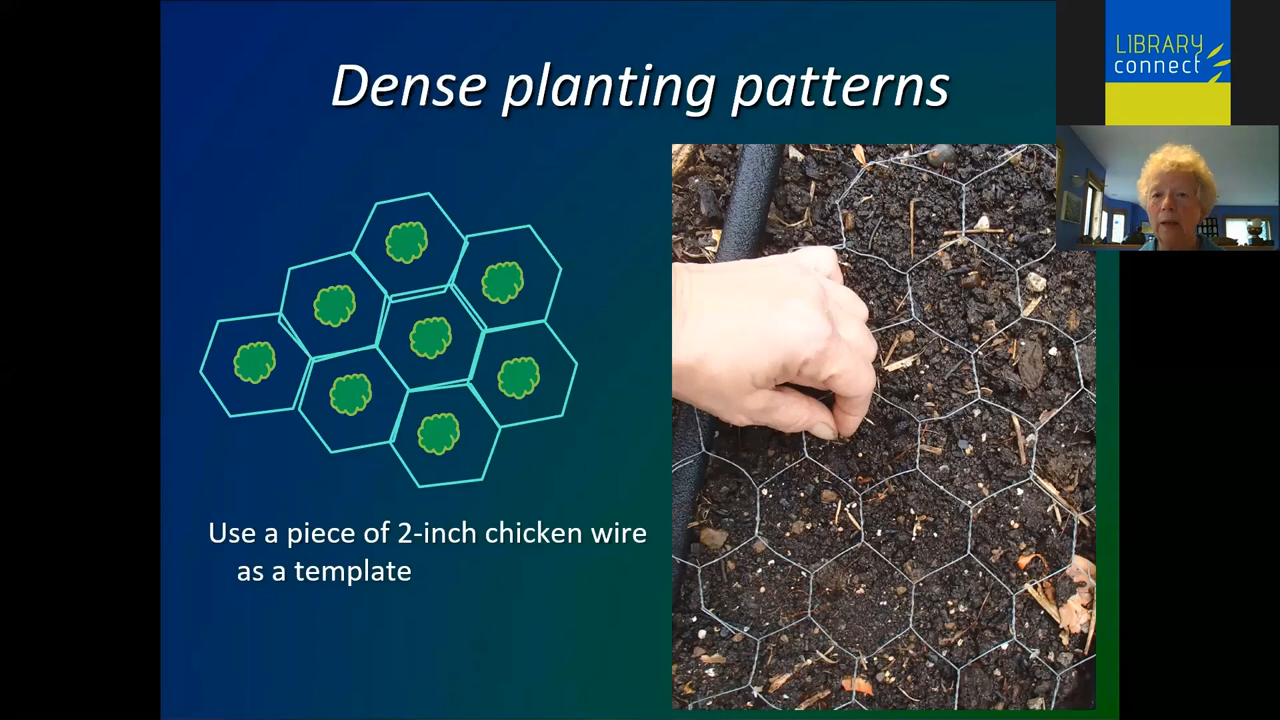 Dense planting patterns
LIBRARY
connect
Use a piece of 2-inch chicken wire
as a template